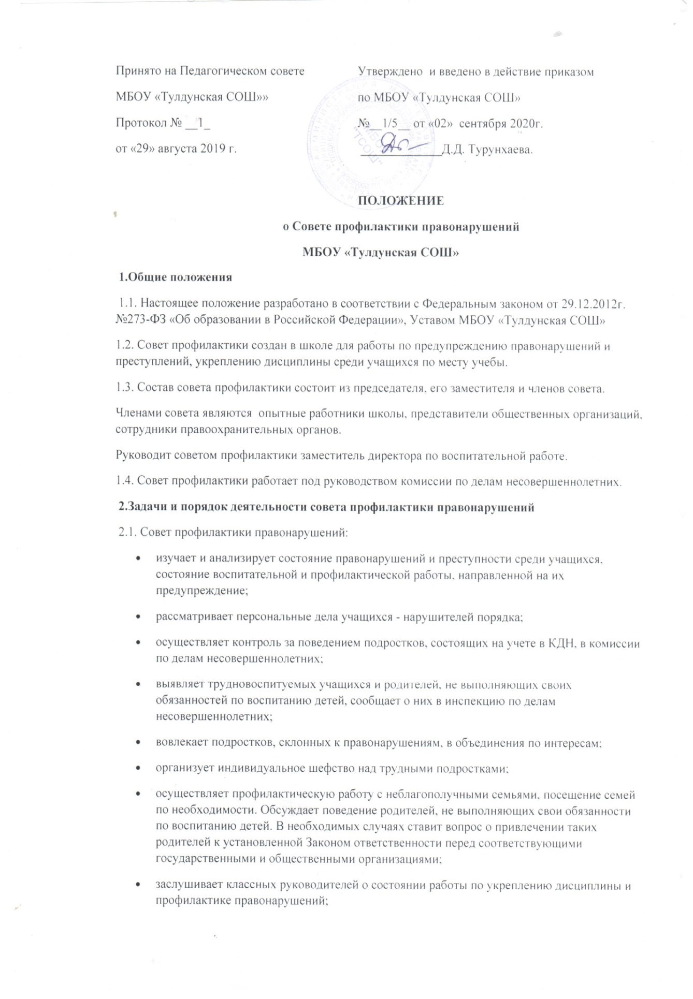 Принято на Педагогическом совете
Утверждено и введено в действие приказом
МБОУ «Тулдунская СОШ»»
по МБОУ «Тулдунская СОШ»
Протокол № __1_
№__1/5__ от «02» сентября 2020г.
от «29» августа 2019 г.
_____________Д.Д. Турунхаева.
МБОУ
"ТСОШ"
ПОЛОЖЕНИЕ
о Совете профилактики правонарушений
МБОУ «Тулдунская СОШ»
1.Общие положения
1.1. Настоящее положение разработано в соответствии с Федеральным законом от 29.12.2012г.
№273-ФЗ «Об образовании в Российской Федерации», Уставом МБОУ «Тулдунская СОШ»
1.2. Совет профилактики создан в школе для работы по предупреждению правонарушений и
преступлений, укреплению дисциплины среди учащихся по месту учебы.
1.3. Состав совета профилактики состоит из председателя, его заместителя и членов совета.
Членами совета являются опытные работники школы, представители общественных организаций,
сотрудники правоохранительных органов.
Руководит советом профилактики заместитель директора по воспитательной работе.
1.4. Совет профилактики работает под руководством комиссии по делам несовершеннолетних.
2.Задачи и порядок деятельности совета профилактики правонарушений
2.1. Совет профилактики правонарушений:
• изучает и анализирует состояние правонарушений и преступности среди учащихся,
состояние воспитательной и профилактической работы, направленной на их
предупреждение;
• рассматривает персональные дела учащихся - нарушителей порядка;
• осуществляет контроль за поведением подростков, состоящих на учете в КДН, в комиссии
по делам несовершеннолетних;
• выявляет трудновоспитуемых учащихся и родителей, не выполняющих своих
обязанностей по воспитанию детей, сообщает о них в инспекцию по делам
несовершеннолетних;
• вовлекает подростков, склонных к правонарушениям, в объединения по интересам;
• организует индивидуальное шефство над трудными подростками;
• осуществляет профилактическую работу с неблагополучными семьями, посещение семей
по необходимости. Обсуждает поведение родителей, не выполняющих свои обязанности
по воспитанию детей. В необходимых случаях ставит вопрос о привлечении таких
родителей к установленной Законом ответственности перед соответствующими
государственными и общественными организациями;
• заслушивает классных руководителей о состоянии работы по укреплению дисциплины и
профилактике правонарушений;